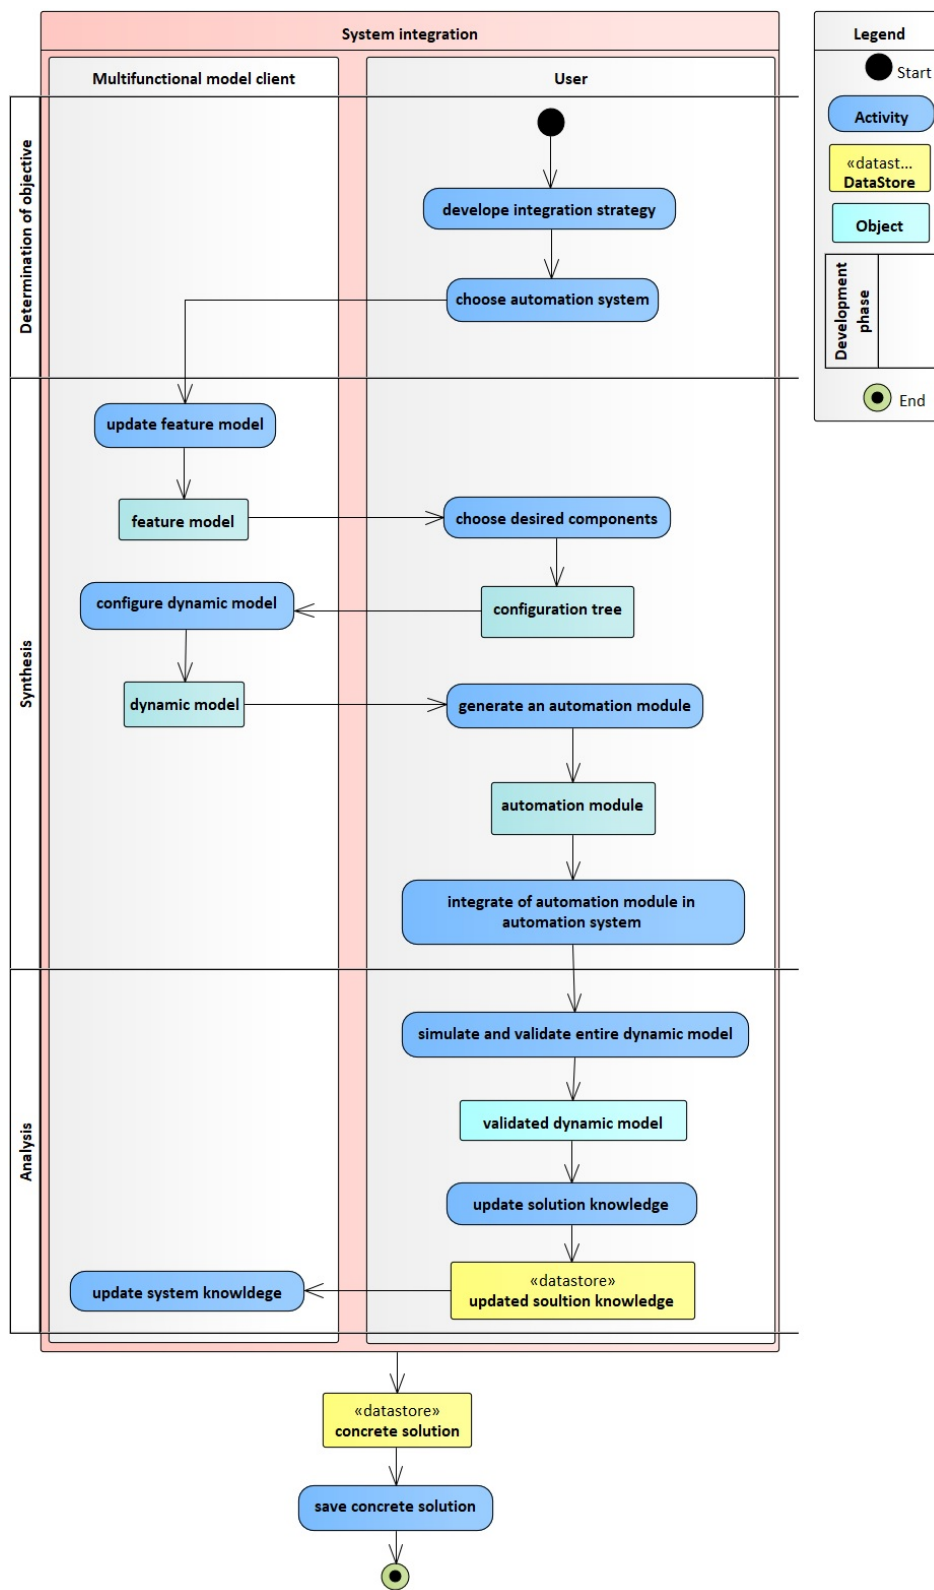 System integration
Multifunctional model client
User
Determination of objective
develope integration strategy
choose automation system
Synthesis
update feature model
feature model
choose desired components
configure dynamic model
configuration tree
dynamic model
generate an automation module
automation module
integrate of automation module in
automation system
Analysis
simulate and validate entire dynamic model
validated dynamic model
update solution knowledge
«datastore»
updated soultion knowledge
update system knowldege
«datastore»
concrete solution
save concrete solution
Legend
Start
Activity
«datast...
DataStore
Object
Development
phase
End